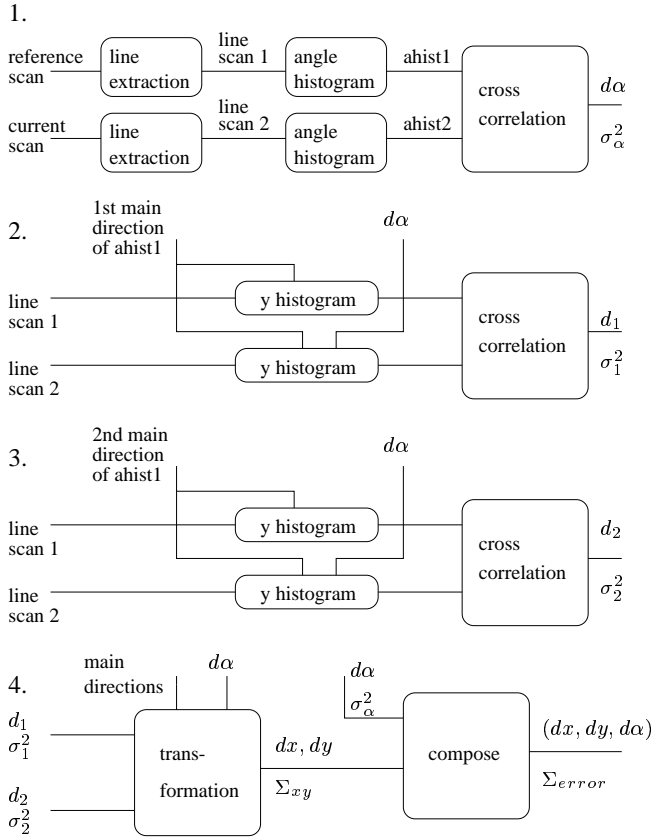 1.
reference
scan
line
extraction
line
scan 1
angle
histogram
ahist1
cross
correlation
dα
σ²α
current
scan
line
extraction
line
scan 2
angle
histogram
ahist2
2.
1st main
direction
of ahist1
dα
line
scan 1
y histogram
cross
correlation
d₁
σ²₁
line
scan 2
y histogram
3.
2nd main
direction
of ahist1
dα
line
scan 1
y histogram
cross
correlation
d₂
σ²₂
line
scan 2
y histogram
4.
main
directions
dα
d₁
σ²₁
d₂
σ²₂
trans-
formation
dx, dy
Σxy
dα
σ²α
compose
(dx, dy, dα)
Σerror